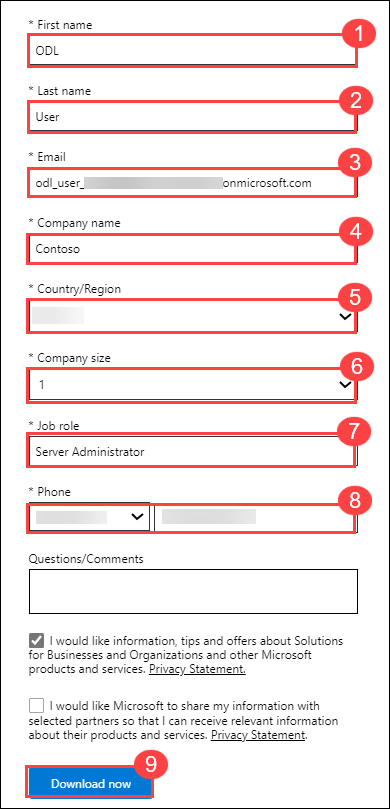 * First name
1
ODL
* Last name
2
User
* Email
3
odl_user_ onmicrosoft.com
* Company name
4
Contoso
* Country/Region
5
* Company size
6
1
* Job role
7
Server Administrator
* Phone
8
Questions/Comments
I would like information, tips and offers about Solutions
for Businesses and Organizations and other Microsoft
products and services. Privacy Statement.
I would like Microsoft to share my information with
selected partners so that I can receive relevant information
about their products and services. Privacy Statement.
9
Download now